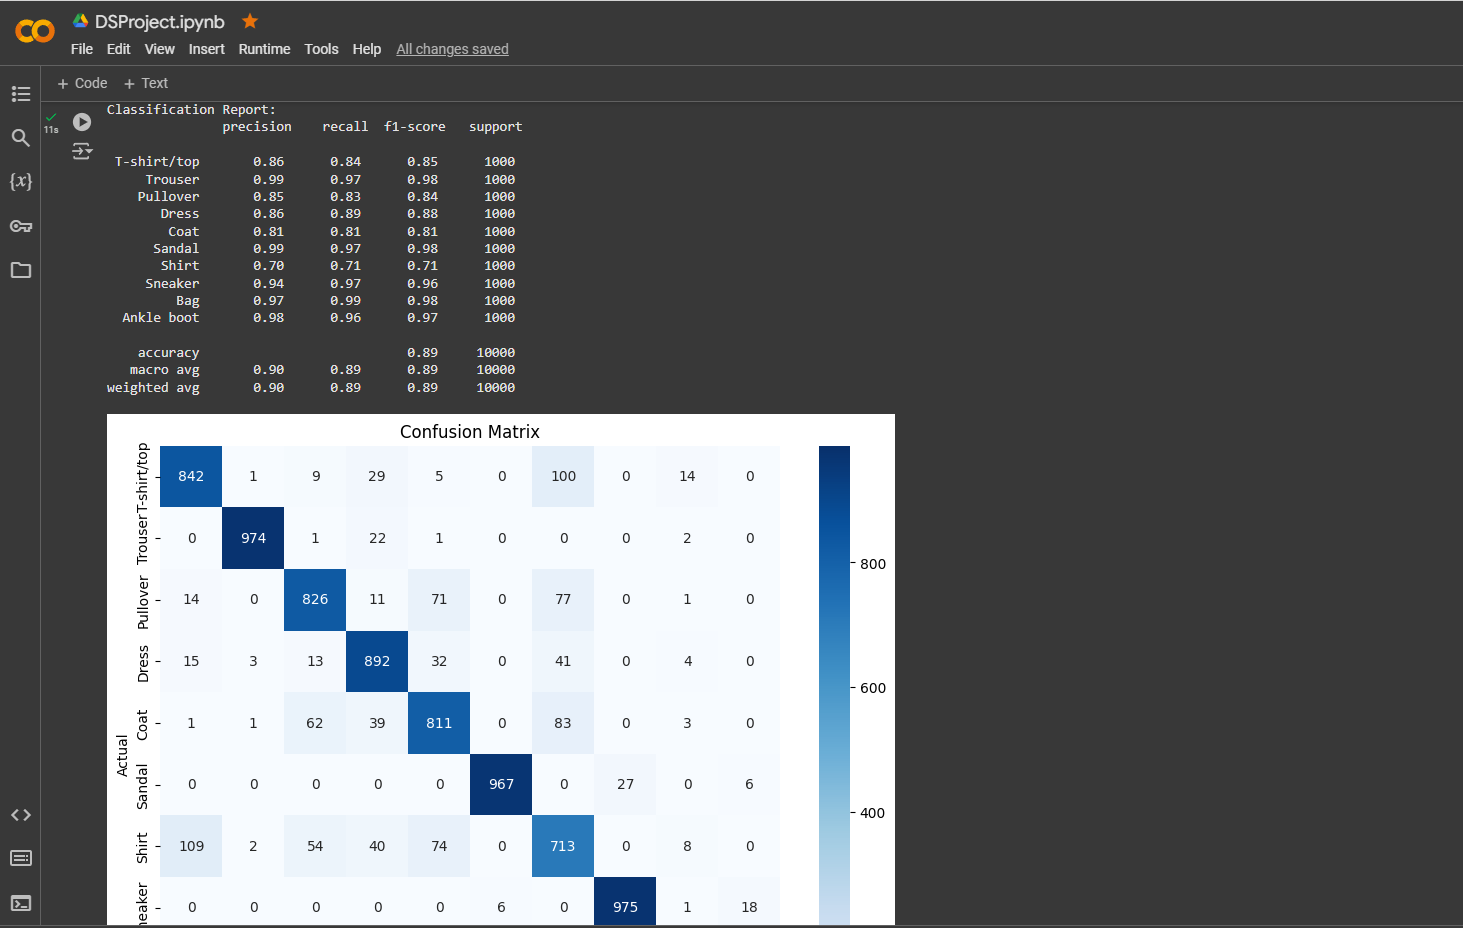 DSProject.ipynb
File Edit View Insert Runtime Tools Help All changes saved
+ Code + Text
11s
{x}
Classification Report:
precision recall f1-score support
T-shirt/top 0.86 0.84 0.85 1000
Trouser 0.99 0.97 0.98 1000
Pullover 0.85 0.83 0.84 1000
Dress 0.86 0.89 0.88 1000
Coat 0.81 0.81 0.81 1000
Sandal 0.99 0.97 0.98 1000
Shirt 0.70 0.71 0.71 1000
Sneaker 0.94 0.97 0.96 1000
Bag 0.97 0.99 0.98 1000
Ankle boot 0.98 0.96 0.97 1000
accuracy 0.89 10000
macro avg 0.90 0.89 0.89 10000
weighted avg 0.90 0.89 0.89 10000
Confusion Matrix
T-shirt/top 842 1 9 29 5 0 100 0 14 0
Trouser 0 974 1 22 1 0 0 0 2 0
Pullover 14 0 826 11 71 0 77 0 1 0
Dress 15 3 13 892 32 0 41 0 4 0
Coat 1 1 62 39 811 0 83 0 3 0
Sandal 0 0 0 0 0 967 0 27 0 6
Shirt 109 2 54 40 74 0 713 0 8 0
neaker 0 0 0 0 0 6 0 975 1 18
Actual
800
600
400